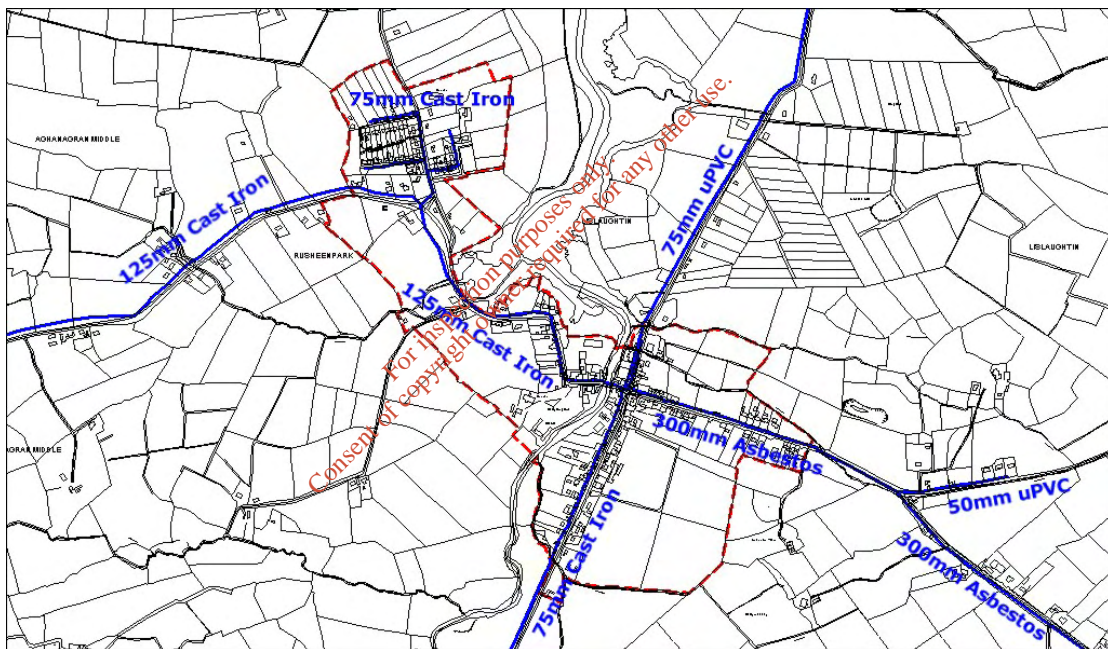 75mm Cast Iron
AGHANAGRAN MIDDLE
125mm Cast Iron
RUSHEENPARK
75mm uPVC
LISLAUGHTIN
LISLAUGHTIN
For inspection purposes only.
Consent of copyright owner required for any other use.
125mm Cast Iron
300mm Asbestos
50mm uPVC
300mm Asbestos
75mm Cast Iron